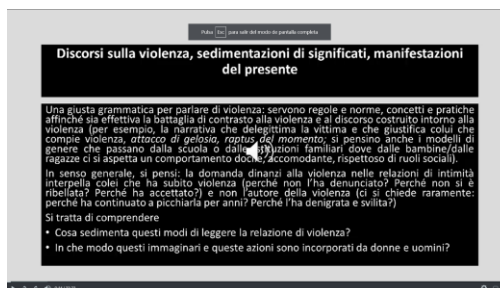 Pulsa Esc para salir del modo de pantalla completa
Discorsi sulla violenza, sedimentazioni di significati, manifestazioni
del presente
Una giusta grammatica per parlare di violenza: servono regole e norme, concetti e pratiche
affinché sia effettiva la battaglia di contrasto alla violenza e al discorso costruito intorno alla
violenza (per esempio, la narrativa che delegittima la vittima e che giustifica colui che
compie violenza, attacco di gelosia, raptus del momento; si pensino anche i modelli di
genere che passano dalla scuola o dalle istituzioni familiari dove dalle bambine/dalle
ragazze ci si aspetta un comportamento docile, accomodante, rispettoso di ruoli sociali).
In senso generale, si pensi: la domanda dinanzi alla violenza nelle relazioni di intimità
interpella colei che ha subito violenza (perché non l'ha denunciato? Perché non si è
ribellata? Perché ha accettato?) e non l'autore della violenza (ci si chiede raramente:
perché ha continuato a picchiarla per anni? Perché l'ha denigrata e svilita?)
Si tratta di comprendere
• Cosa sedimenta questi modi di leggere la relazione di violenza?
• In che modo questi immaginari e queste azioni sono incorporati da donne e uomini?